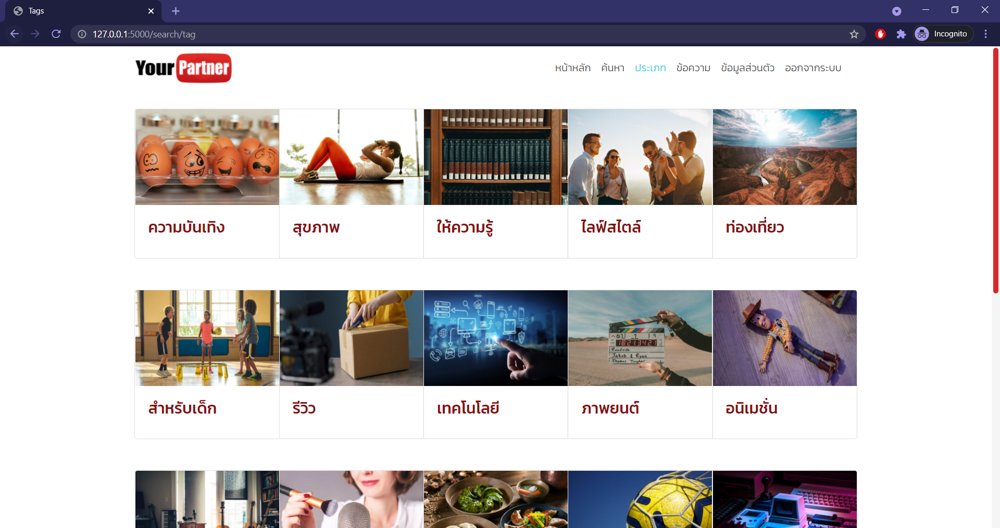 Tags
127.0.0.1:5000/search/tag
Incognito
Your Partner
หน้าหลัก ค้นหา ประเภท ข้อความ ข้อมูลส่วนตัว ออกจากระบบ
ความบันเทิง
สุขภาพ
ให้ความรู้
ไลฟ์สไตล์
ท่องเที่ยว
01 1
16213421
Roadside
Jakob & Ryan
สำหรับเด็ก
รีวิว
เทคโนโลยี
ภาพยนต์
อนิเมชั่น